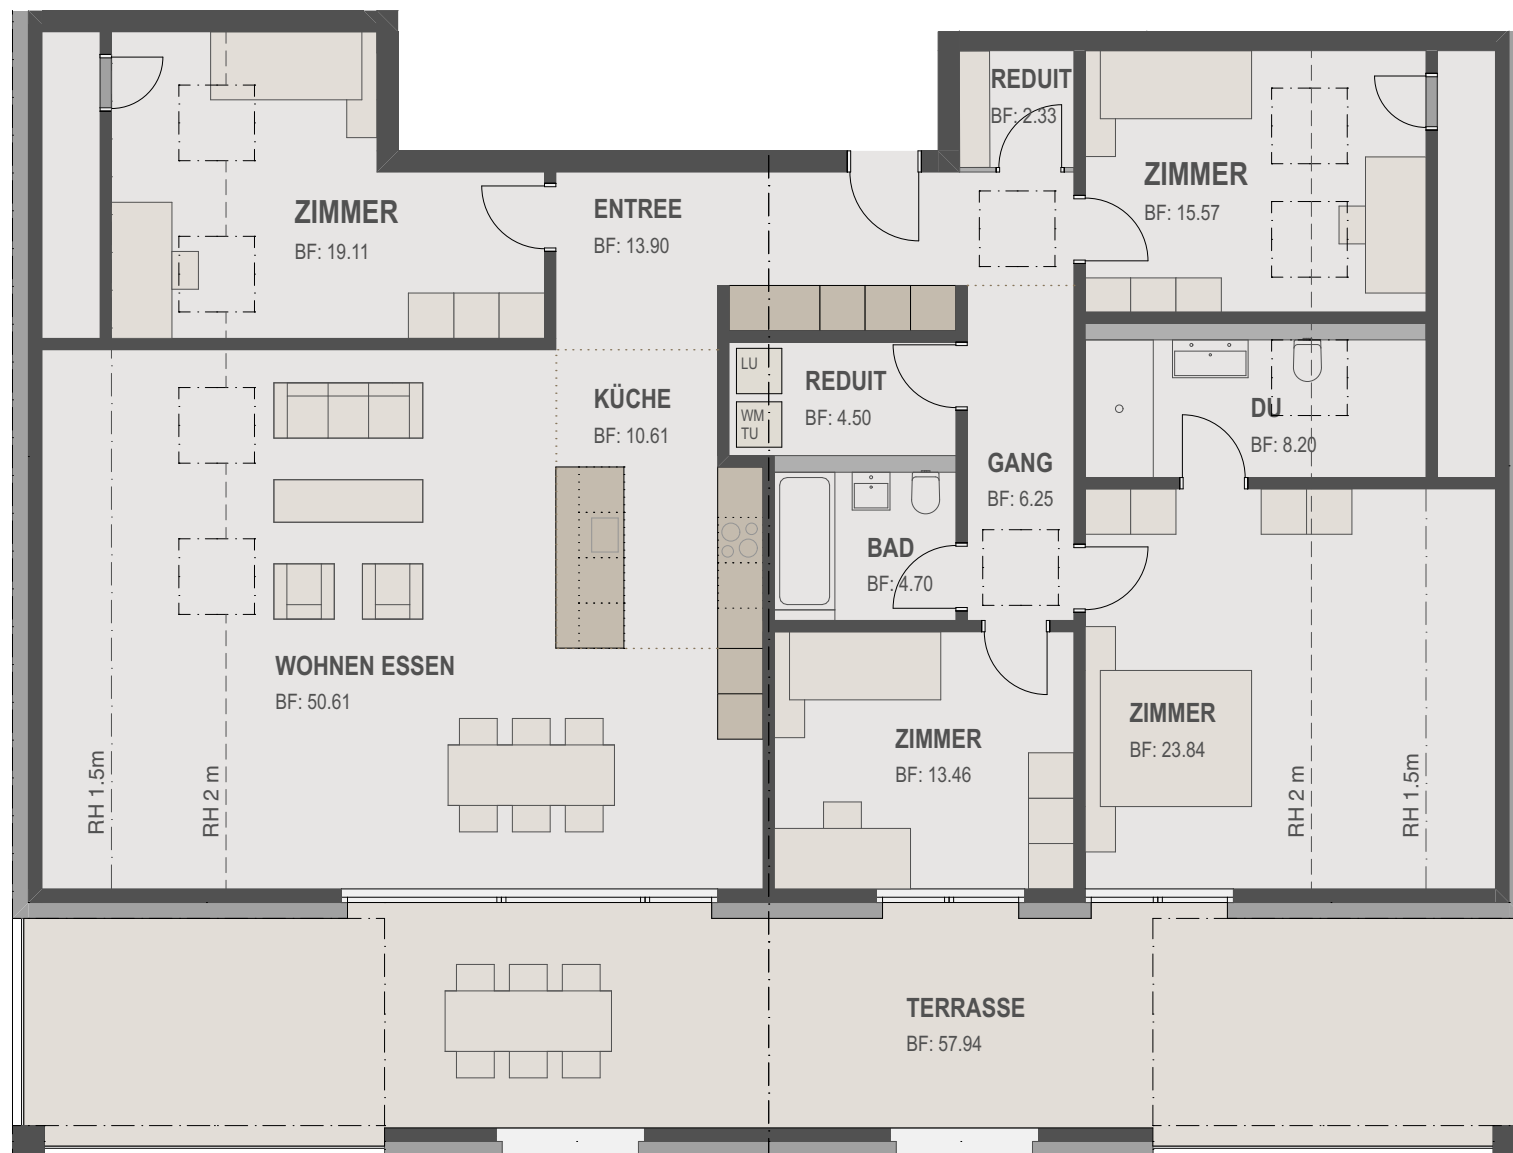 REDUIT
BF: 2.33
ZIMMER
BF: 15.57
ZIMMER
BF: 19.11
ENTREE
BF: 13.90
LU
WM
TU
REDUIT
BF: 4.50
KÜCHE
BF: 10.61
DU
BF: 8.20
GANG
BF: 6.25
BAD
BF: 4.70
WOHNEN ESSEN
BF: 50.61
ZIMMER
BF: 13.46
ZIMMER
BF: 23.84
RH 1.5m
RH 2 m
RH 2 m
RH 1.5m
TERRASSE
BF: 57.94